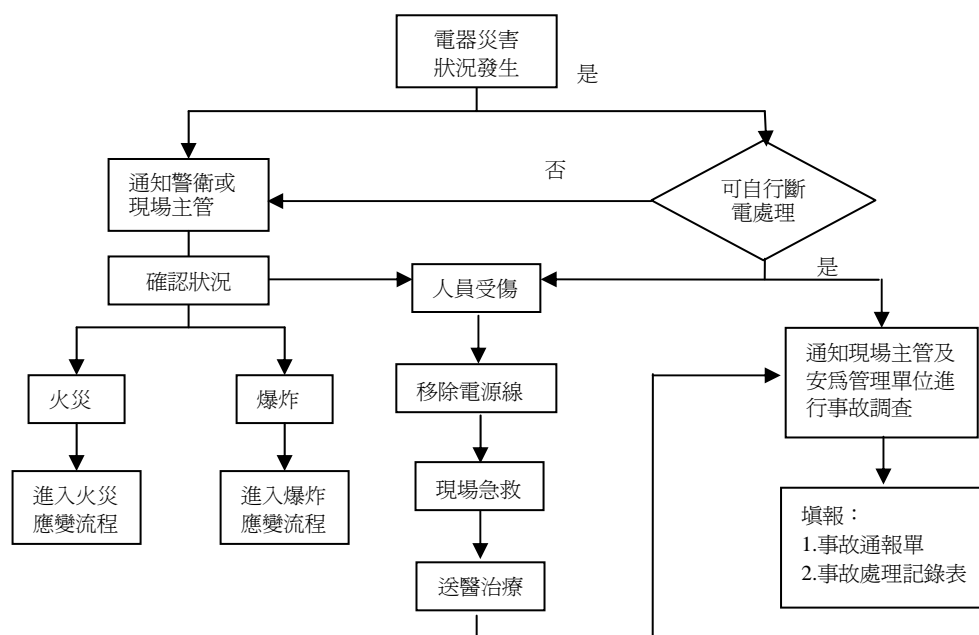 電器災害
狀況發生
是
通知警衛或
現場主管
否
可自行斷
電處理
確認狀況
人員受傷
是
火災
爆炸
移除電源線
通知現場主管及
安爲管理單位進
行事故調查
進入火災
應變流程
進入爆炸
應變流程
現場急救
填報：
1.事故通報單
2.事故處理記錄表
送醫治療